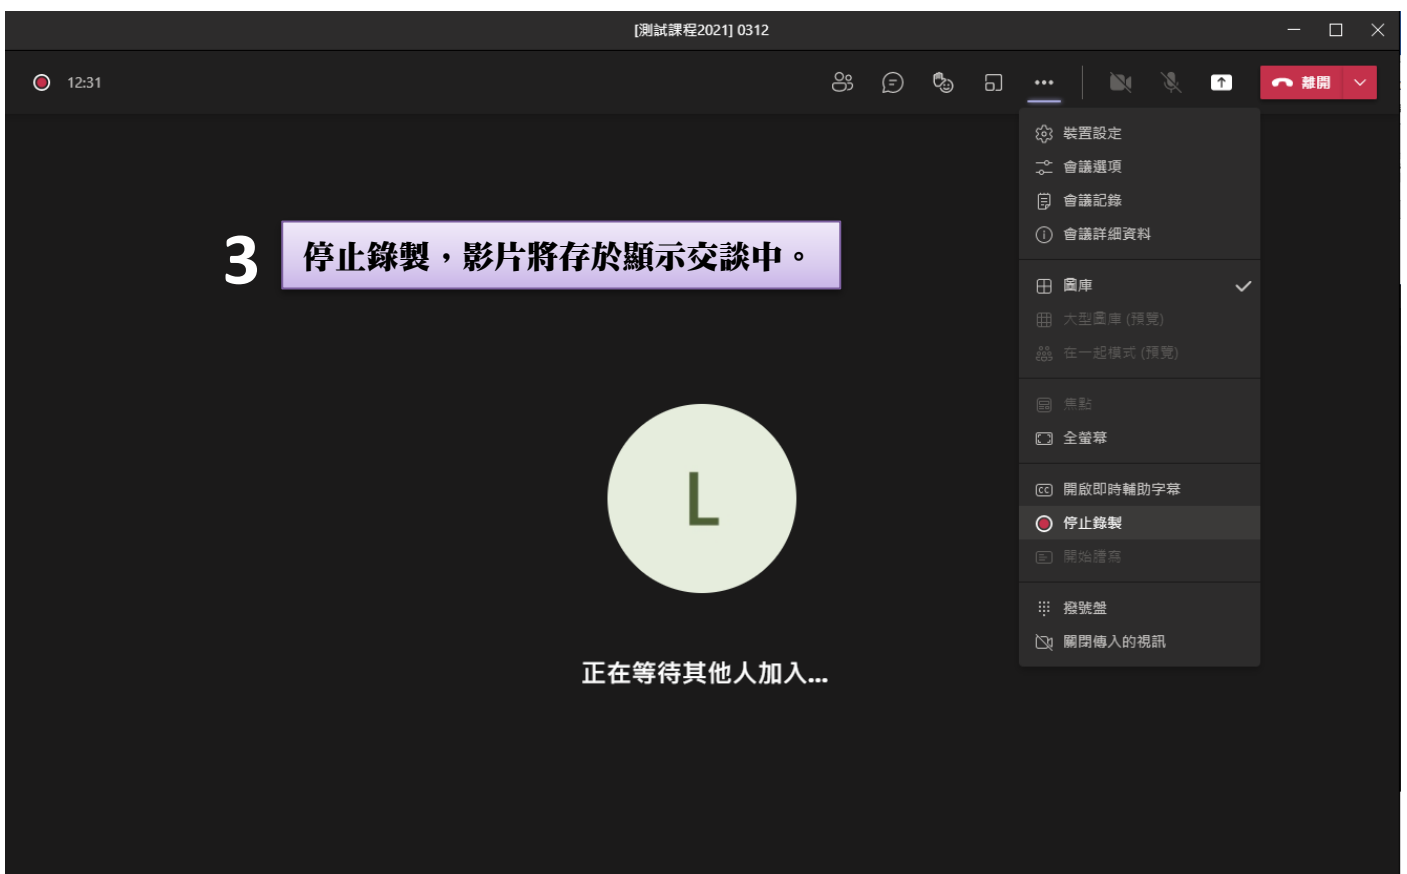 [測試課程2021] 0312
12:31
離開
裝置設定
會議選項
會議記錄
會議詳細資料
3
停止錄製，影片將存於顯示交談中。
圖庫
大型圖庫 (預覽)
在一起模式 (預覽)
焦點
全螢幕
CC 開啟即時輔助字幕
停止錄製
開始謄寫
撥號盤
關閉傳入的視訊
L
正在等待其他人加入...